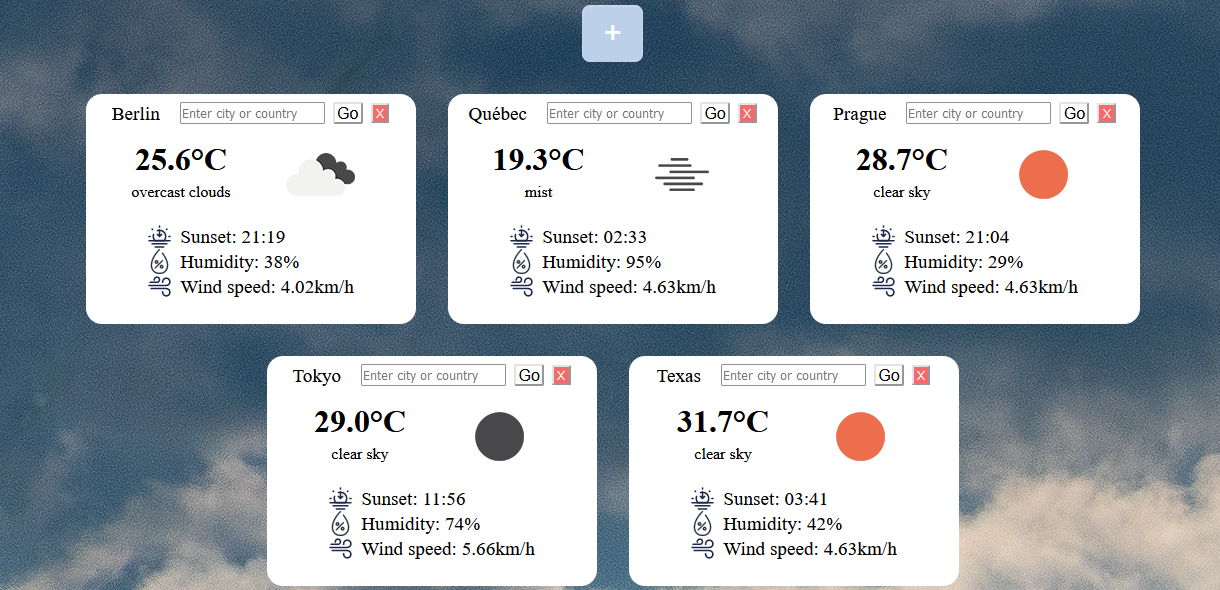 +
Berlin Enter city or country Go X
25.6°C
overcast clouds
Sunset: 21:19
Humidity: 38%
Wind speed: 4.02km/h
Québec Enter city or country Go X
19.3°C
mist
Sunset: 02:33
Humidity: 95%
Wind speed: 4.63km/h
Prague Enter city or country Go X
28.7°C
clear sky
Sunset: 21:04
Humidity: 29%
Wind speed: 4.63km/h
Tokyo Enter city or country Go X
29.0°C
clear sky
Sunset: 11:56
Humidity: 74%
Wind speed: 5.66km/h
Texas Enter city or country Go X
31.7°C
clear sky
Sunset: 03:41
Humidity: 42%
Wind speed: 4.63km/h